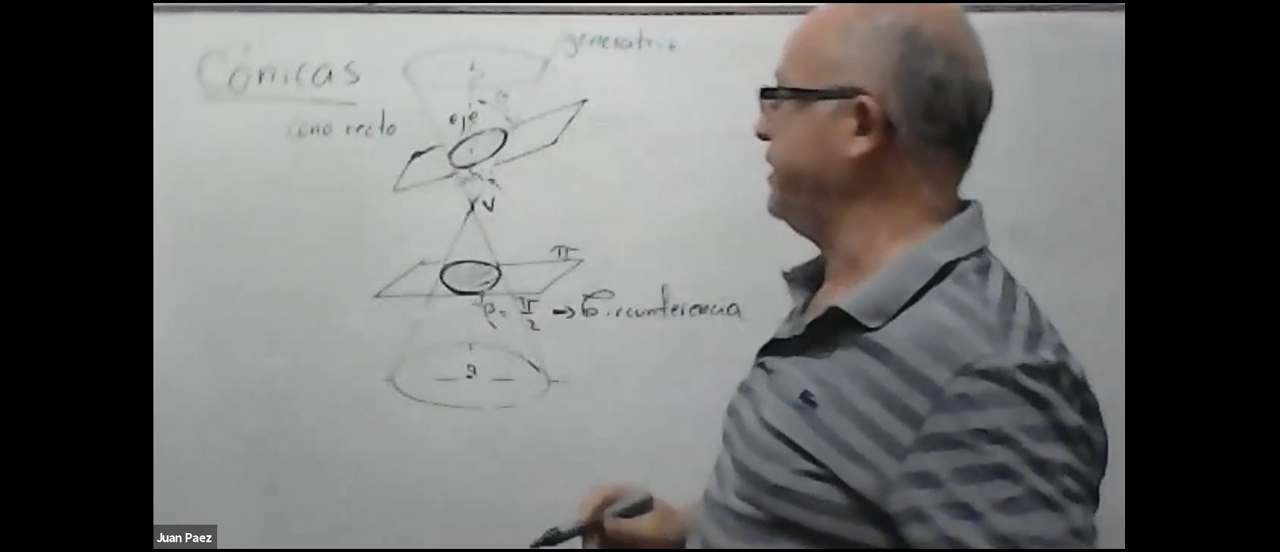 generatriz
Cónicas
eje
cono recto
V
π
β = π/2 → Circunferencia
g
Juan Paez